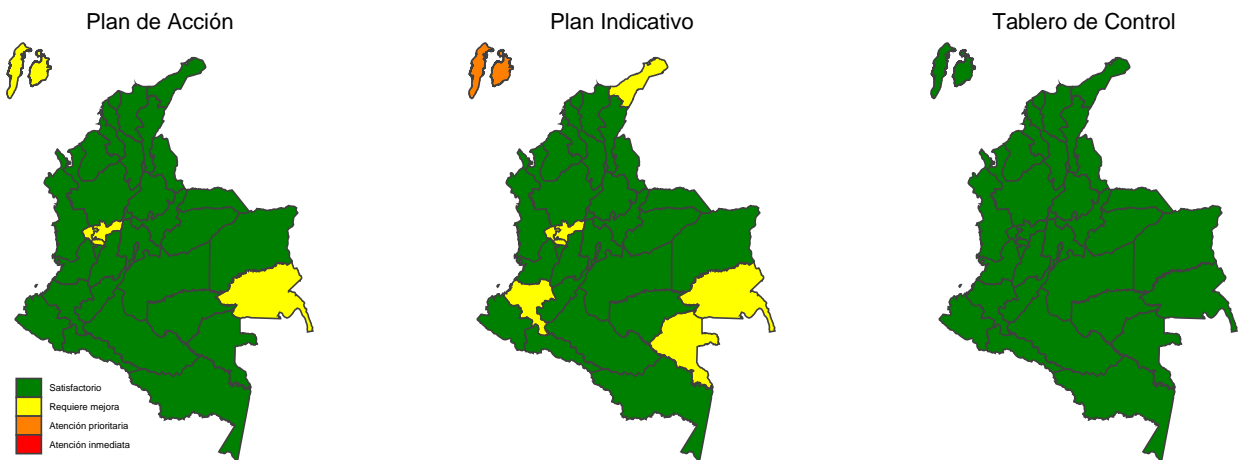 Plan de Acción
Plan Indicativo
Tablero de Control
Satisfactorio
Requiere mejora
Atención prioritaria
Atención inmediata